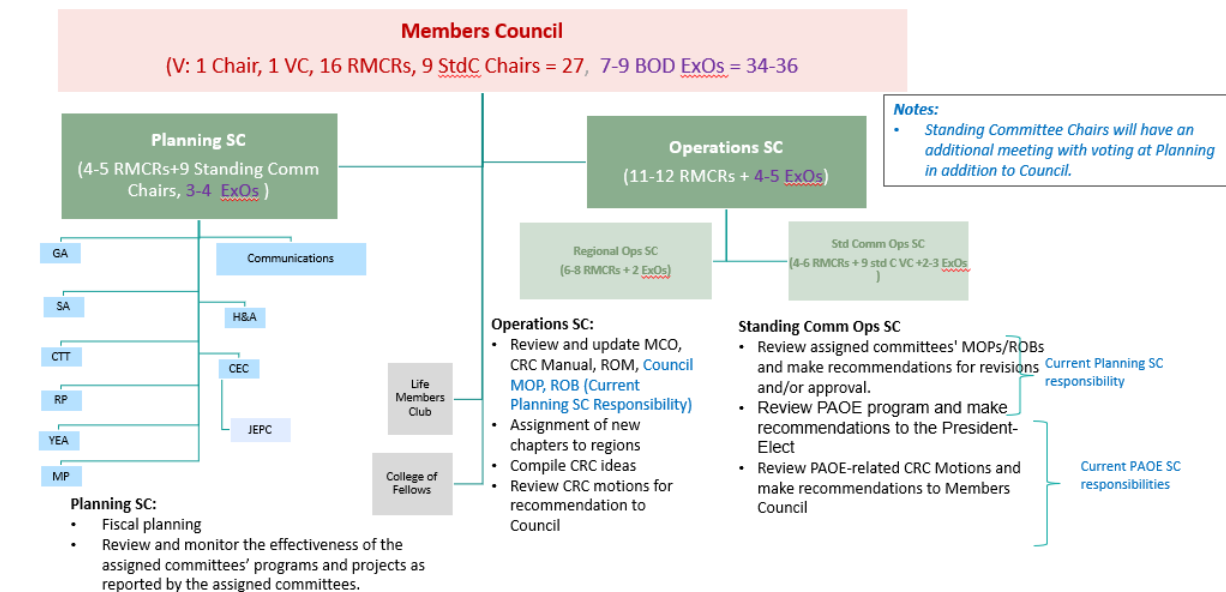 Members Council
(V: 1 Chair, 1 VC, 16 RMCRs, 9 StdC Chairs = 27, 7-9 BOD ExOs = 34-36
Notes:
• Standing Committee Chairs will have an
additional meeting with voting at Planning
in addition to Council.
Planning SC
(4-5 RMCRs+9 Standing Comm
Chairs, 3-4 ExOs )
Operations SC
(11-12 RMCRs + 4-5 ExOs)
Regional Ops SC
(6-8 RMCRs + 2 ExOs)
Std Comm Ops SC
(4-6 RMCRs + 9 std C VC +2-3 ExOs
)
GA
Communications
SA
H&A
CTT
CEC
RP
JEPC
YEA
MP
Life
Members
Club
College of
Fellows
Planning SC:
• Fiscal planning
• Review and monitor the effectiveness of the
assigned committees' programs and projects as
reported by the assigned committees.
Operations SC:
• Review and update MCO,
CRC Manual, ROM, Council
MOP, ROB (Current
Planning SC Responsibility)
• Assignment of new
chapters to regions
• Compile CRC ideas
• Review CRC motions for
recommendation to
Council
Standing Comm Ops SC
• Review assigned committees' MOPs/ROBs
and make recommendations for revisions
and/or approval.
• Review PAOE program and make
recommendations to the President-
Elect
• Review PAOE-related CRC Motions and
make recommendations to Members
Council
Current Planning SC
responsibility
Current PAOE SC
responsibilities